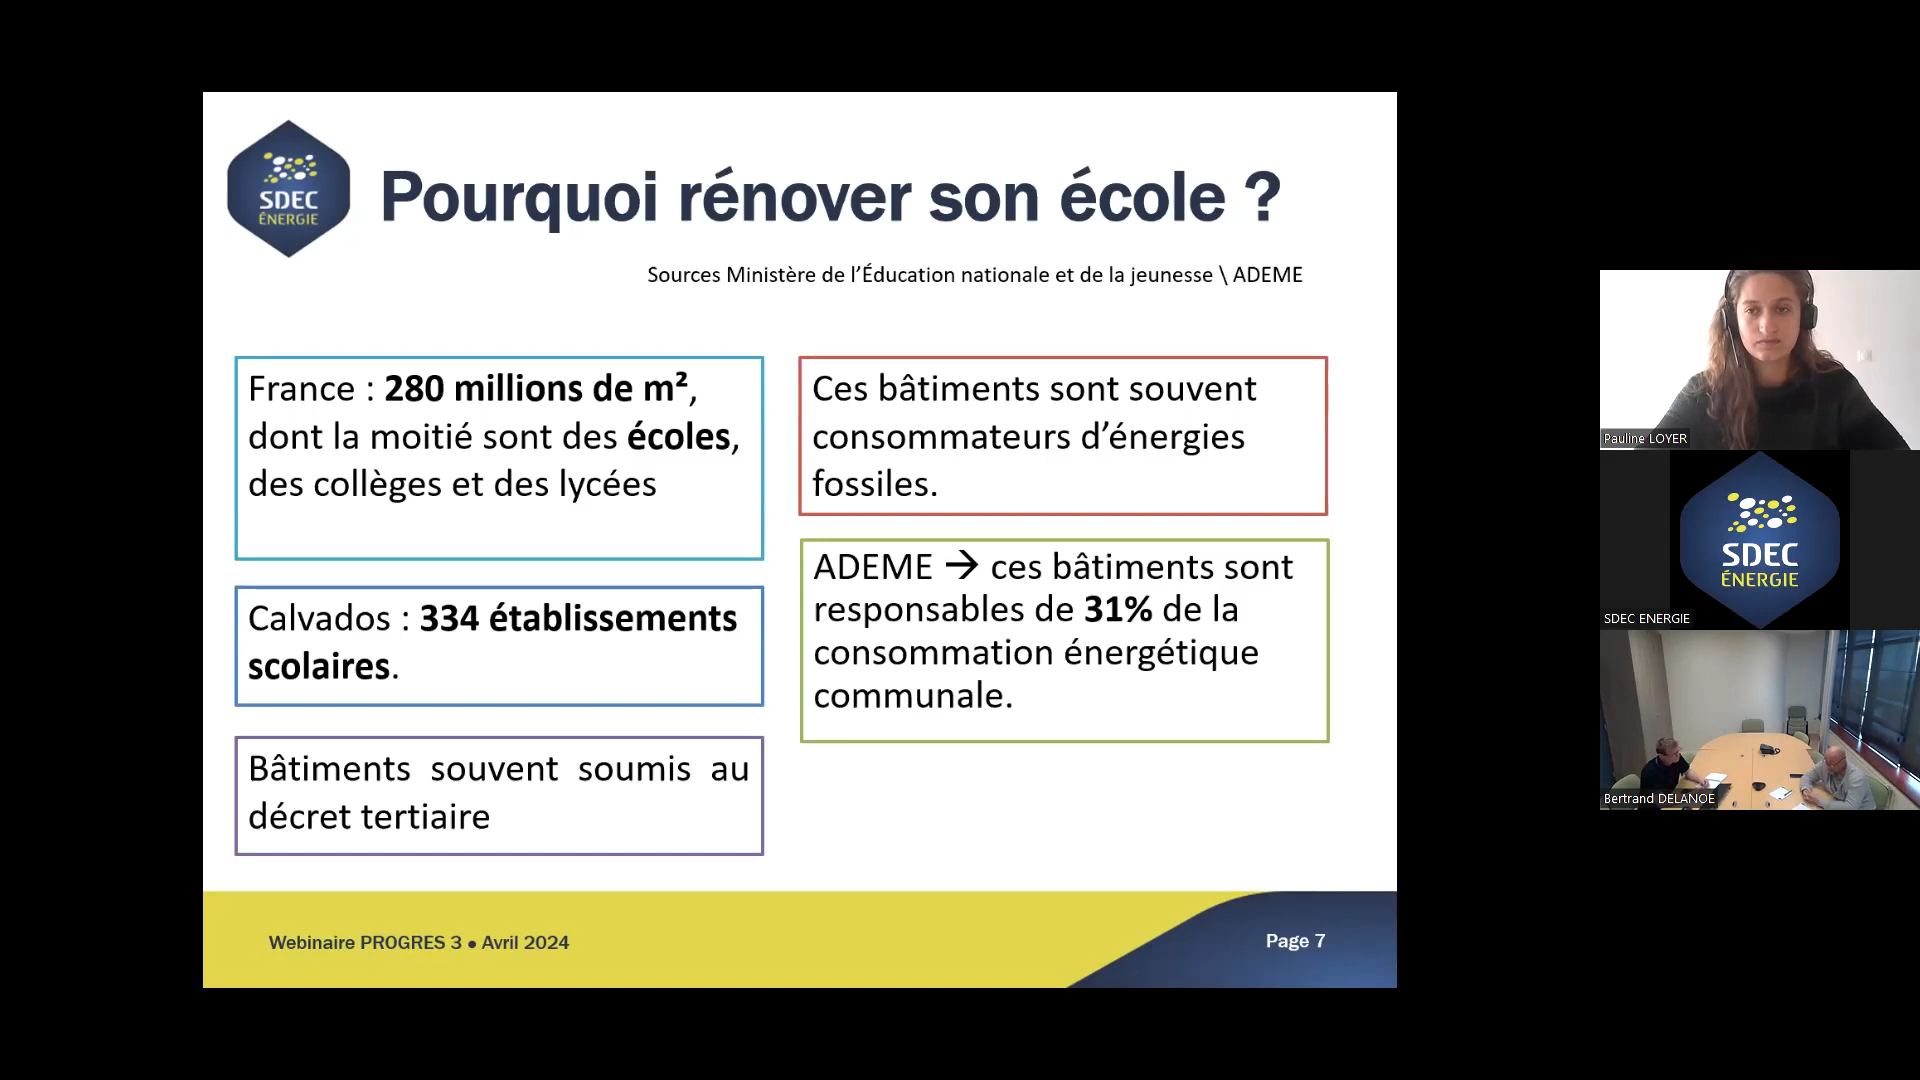 SDEC
ÉNERGIE
Pourquoi rénover son école ?
Sources Ministère de l’Éducation nationale et de la jeunesse \ ADEME
France : 280 millions de m²,
dont la moitié sont des écoles,
des collèges et des lycées
Calvados : 334 établissements
scolaires.
Bâtiments souvent soumis au
décret tertiaire
Ces bâtiments sont souvent
consommateurs d’énergies
fossiles.
ADEME → ces bâtiments sont
responsables de 31% de la
consommation énergétique
communale.
Webinaire PROGRES 3 • Avril 2024
Page 7
Pauline LOYER
SDEC
ÉNERGIE
SDEC ENERGIE
Bertrand DELANOE